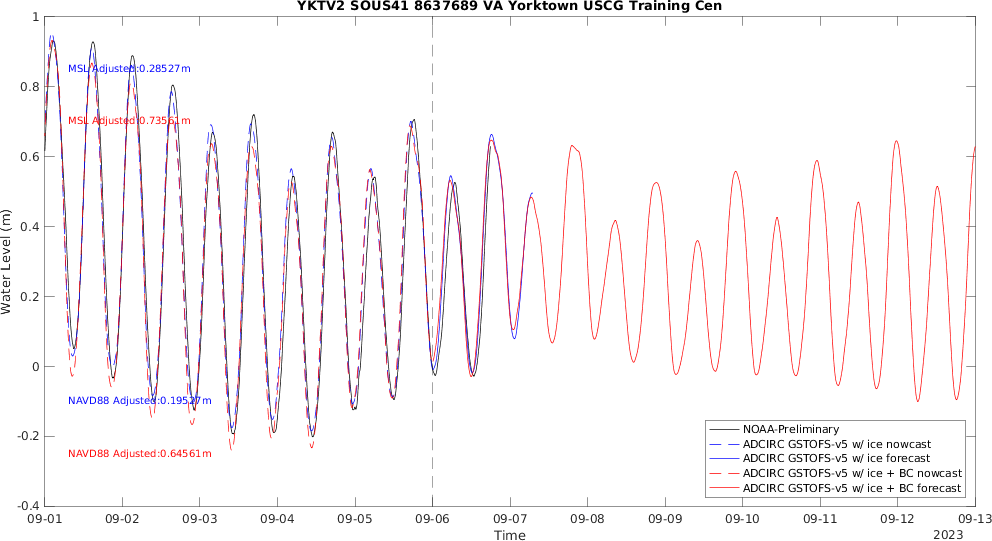 YKTV2 SOUS41 8637689 VA Yorktown USCG Training Cen
1
0.8
0.6
0.4
0.2
0
-0.2
-0.4
Water Level (m)
MSL Adjusted:0.28527m
MSL Adjusted:0.73561m
NAVD88 Adjusted:0.19527m
NAVD88 Adjusted:0.64561m
NOAA-Preliminary
ADCIRC GSTOFS-v5 w/ ice nowcast
ADCIRC GSTOFS-v5 w/ ice forecast
ADCIRC GSTOFS-v5 w/ ice + BC nowcast
ADCIRC GSTOFS-v5 w/ ice + BC forecast
09-01 09-02 09-03 09-04 09-05 09-06 09-07 09-08 09-09 09-10 09-11 09-12 09-13
Time
2023